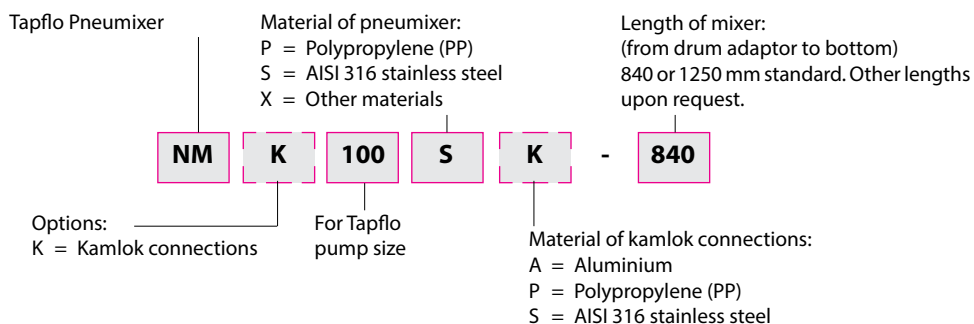 Tapflo Pneumixer
Material of pneumixer:
P = Polypropylene (PP)
S = AISI 316 stainless steel
X = Other materials
Length of mixer:
(from drum adaptor to bottom)
840 or 1250 mm standard. Other lengths
upon request.
NM K 100 S K - 840
Options:
K = Kamlok connections
For Tapflo
pump size
Material of kamlok connections:
A = Aluminium
P = Polypropylene (PP)
S = AISI 316 stainless steel